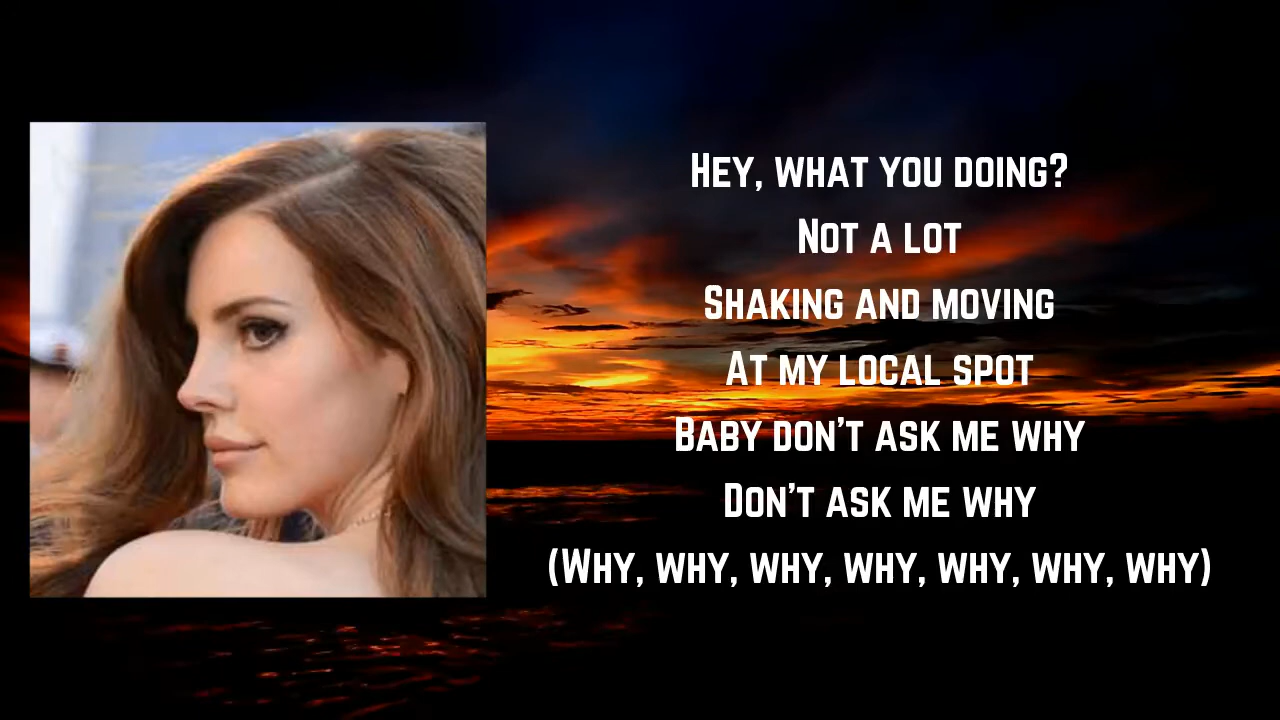 Hey, what you doing?
Not a lot
Shaking and moving
At my local spot
Baby don't ask me why
Don't ask me why
(Why, why, why, why, why, why, why)